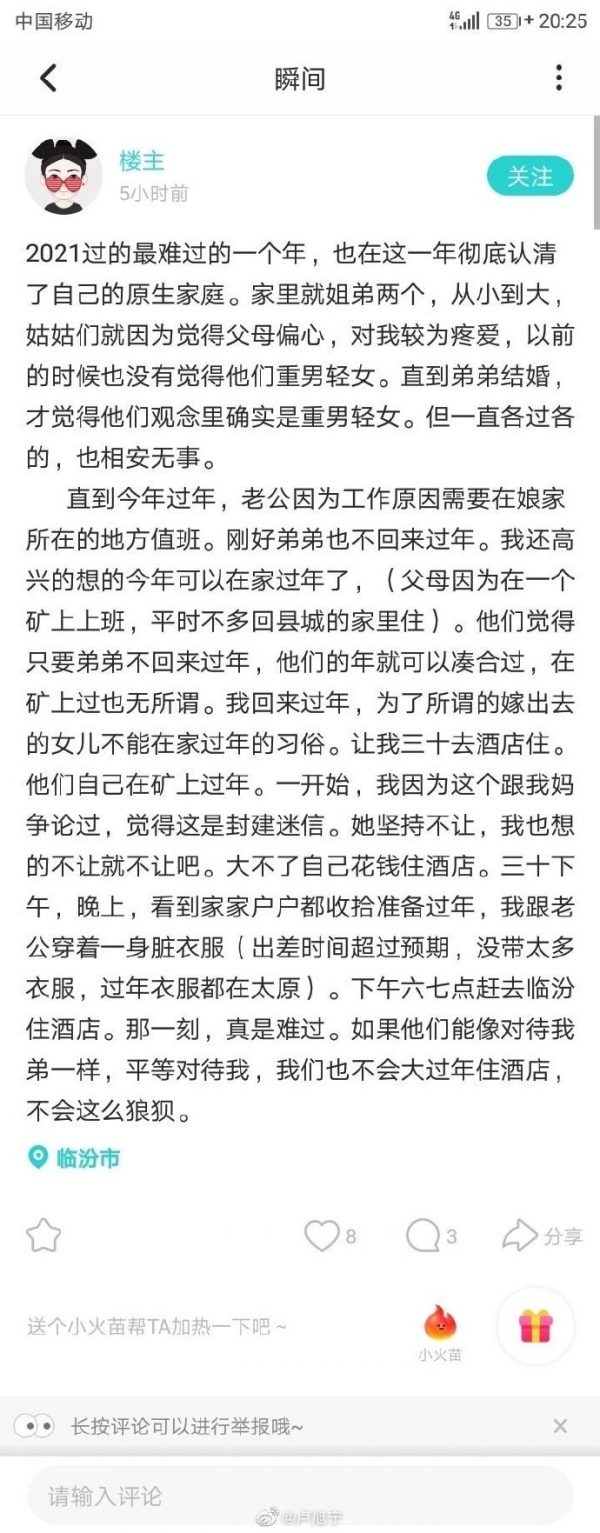 中国移动
4G 35 + 20:25
瞬间
楼主
5小时前
关注
2021过的最难过的一个年，也在这一年彻底认清
了自己的原生家庭。家里就姐弟两个，从小到大，
姑姑们就因为觉得父母偏心，对我较为疼爱，以前
的时候也没有觉得他们重男轻女。直到弟弟结婚，
才觉得他们观念里确实是重男轻女。但一直各过各
的，也相安无事。
直到今年过年，老公因为工作原因需要在娘家
所在的地方值班。刚好弟弟也不回来过年。我还高
兴的想的今年可以在家过年了，（父母因为在一个
矿上上班，平时不多回县城的家里住）。他们觉得
只要弟弟不回来过年，他们的年就可以凑合过，在
矿上过也无所谓。我回来过年，为了所谓的嫁出去
的女儿不能在家过年的习俗。让我三十去酒店住。
他们自己在矿上过年。一开始，我因为这个跟我妈
争论过，觉得这是封建迷信。她坚持不让，我也想
的不让就不让吧。大不了自己花钱住酒店。三十下
午，晚上，看到家家户户都收拾准备过年，我跟老
公穿着一身脏衣服（出差时间超过预期，没带太多
衣服，过年衣服都在太原）。下午六七点赶去临汾
住酒店。那一刻，真是难过。如果他们能像对待我
弟一样，平等对待我，我们也不会大过年住酒店，
不会这么狼狈。
临汾市
8
3
分享
送个小火苗帮TA加热一下吧～
小火苗
长按评论可以进行举报哦~
请输入评论
@卢旭宁